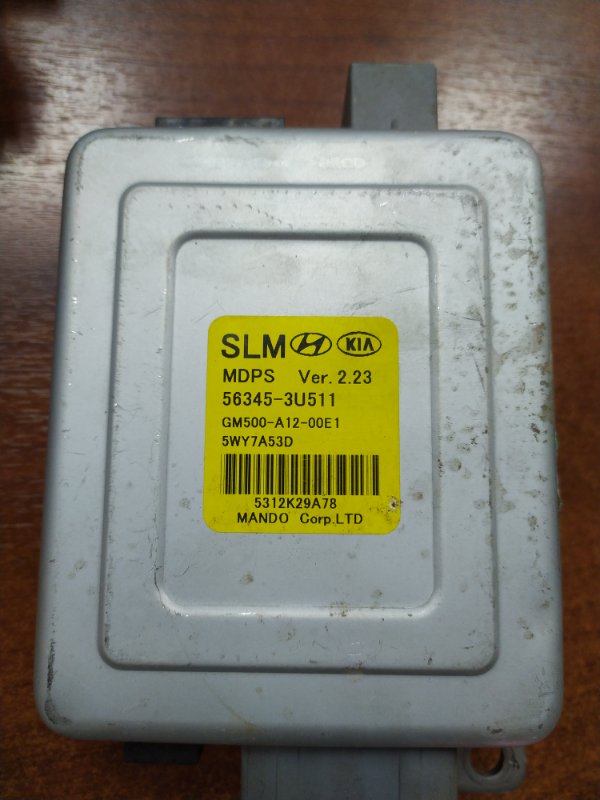 SLM KIA
MDPS Ver. 2.23
56345-3U511
GM500-A12-00E1
5WY7A53D
5312K29A78
MANDO Corp.LTD